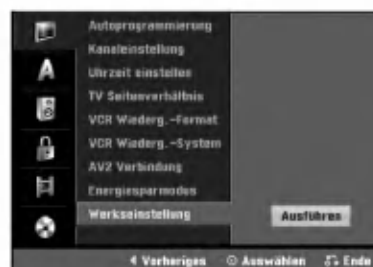 Autoprogrammierung
Kanaleinstellung
Uhrzeit einstellen
TV Seitenverhältnis
VCR Wiederg.-Format
VCR Wiederg.-System
AV2 Verbindung
Energiesparmodus
Werkseinstellung
Ausführen
A
Vorheriges Auswählen Ende